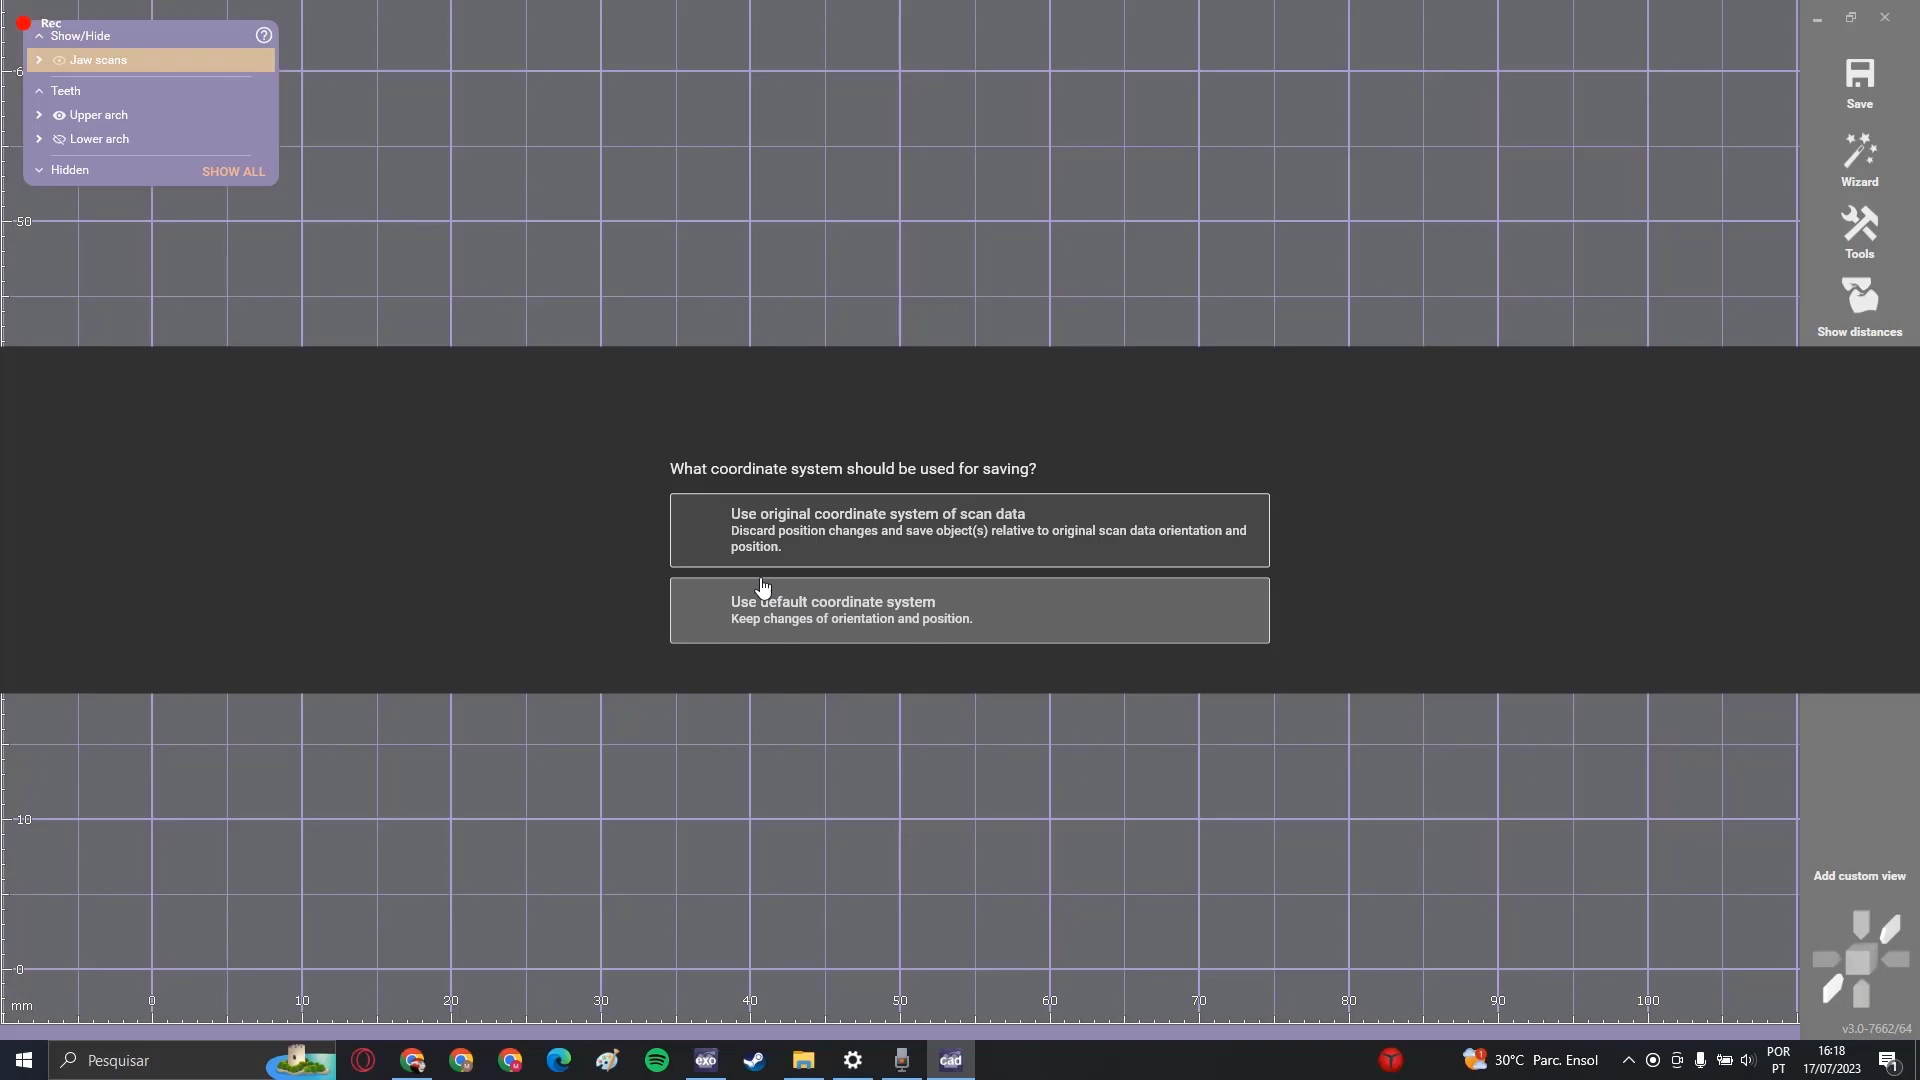 Rec
Show/Hide
Jaw scans
Teeth
Upper arch
Lower arch
Hidden
SHOW ALL
Save
Wizard
Tools
Show distances
What coordinate system should be used for saving?
Use original coordinate system of scan data
Discard position changes and save object(s) relative to original scan data orientation and
position.
Use default coordinate system
Keep changes of orientation and position.
6
50
10
0
mm
0 10 20 30 40 50 60 70 80 90 100
Add custom view
v3.0-7662/64
Pesquisar
exo
cad
30°C Parc. Ensol
POR
PT
16:18
17/07/2023
1